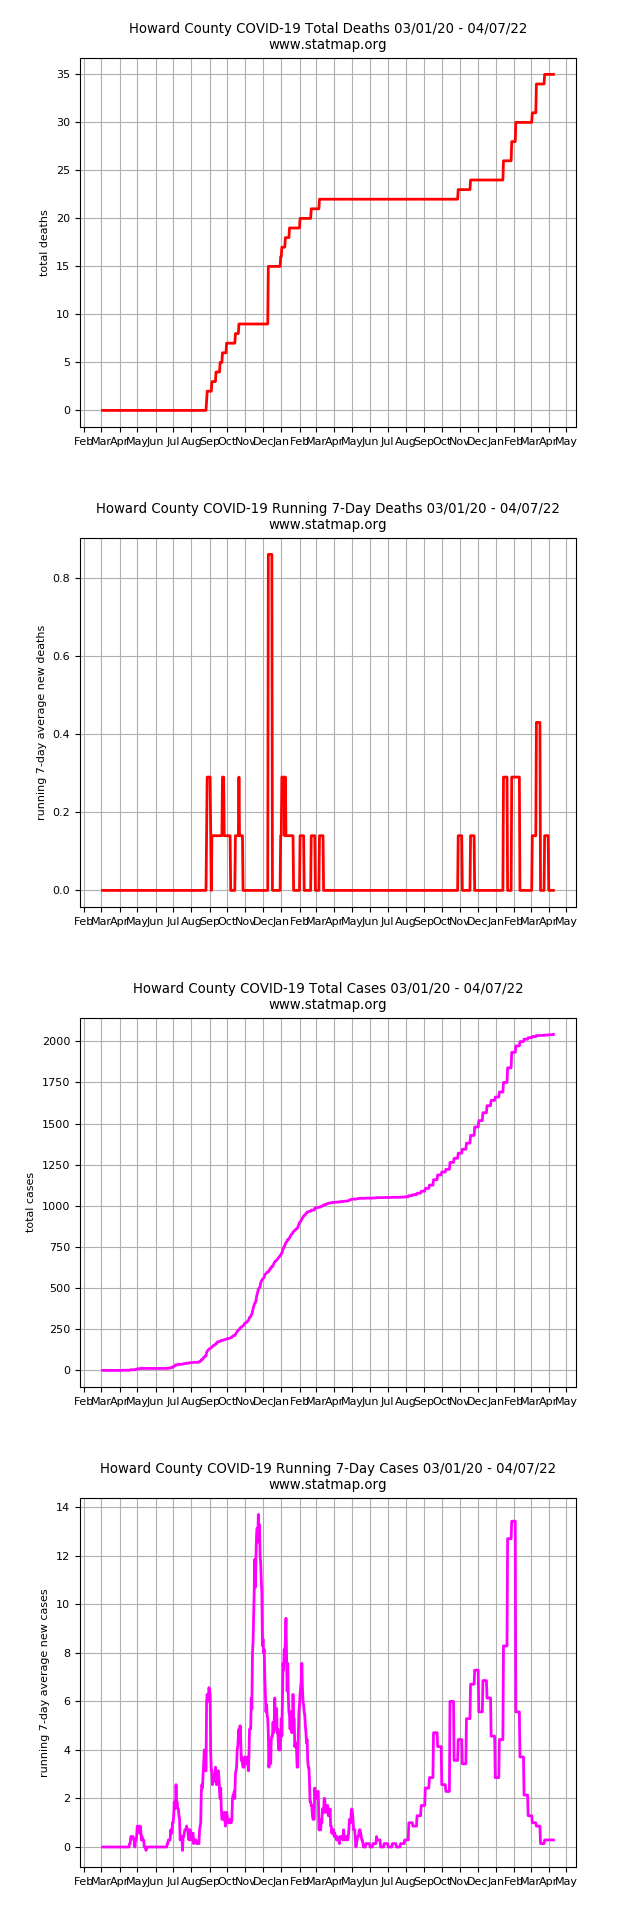 Howard County COVID-19 Total Deaths 03/01/20 - 04/07/22
www.statmap.org
35
30
25
20
15
10
5
0
total deaths
Feb Mar Apr May Jun Jul Aug Sep Oct Nov Dec Jan Feb Mar Apr May Jun Jul Aug Sep Oct Nov Dec Jan Feb Mar Apr May
Howard County COVID-19 Running 7-Day Deaths 03/01/20 - 04/07/22
www.statmap.org
0.8
0.6
0.4
0.2
0.0
running 7-day average new deaths
Feb Mar Apr May Jun Jul Aug Sep Oct Nov Dec Jan Feb Mar Apr May Jun Jul Aug Sep Oct Nov Dec Jan Feb Mar Apr May
Howard County COVID-19 Total Cases 03/01/20 - 04/07/22
www.statmap.org
2000
1750
1500
1250
1000
750
500
250
0
total cases
Feb Mar Apr May Jun Jul Aug Sep Oct Nov Dec Jan Feb Mar Apr May Jun Jul Aug Sep Oct Nov Dec Jan Feb Mar Apr May
Howard County COVID-19 Running 7-Day Cases 03/01/20 - 04/07/22
www.statmap.org
14
12
10
8
6
4
2
0
running 7-day average new cases
Feb Mar Apr May Jun Jul Aug Sep Oct Nov Dec Jan Feb Mar Apr May Jun Jul Aug Sep Oct Nov Dec Jan Feb Mar Apr May